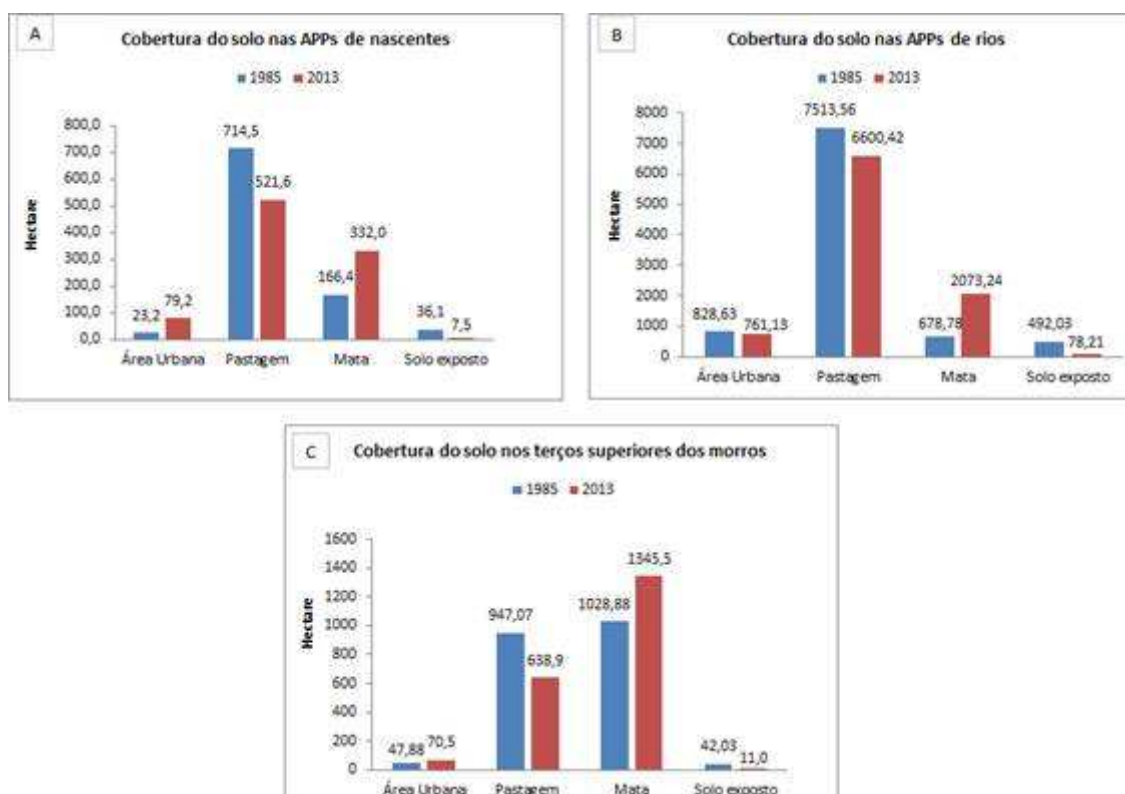 A
Cobertura do solo nas APPs de nascentes
1985 2013
Hectare
800,0
700,0
600,0
500,0
400,0
300,0
200,0
100,0
0,0
23,2 79,2 714,5 521,6 166,4 332,0 36,1 7,5
Área Urbana Pastagem Mata Solo exposto
B
Cobertura do solo nas APPs de rios
1985 2013
Hectare
8000
7000
6000
5000
4000
3000
2000
1000
0
828,63 761,13 7513,56 6600,42 678,78 2073,24 492,03 78,21
Área Urbana Pastagem Mata Solo exposto
C
Cobertura do solo nos terços superiores dos morros
1985 2013
Hectare
1600
1400
1200
1000
800
600
400
200
0
47,88 70,5 947,07 638,9 1028,88 1345,5 42,03 11,0
Área Urbana Pastagem Mata Solo exposto